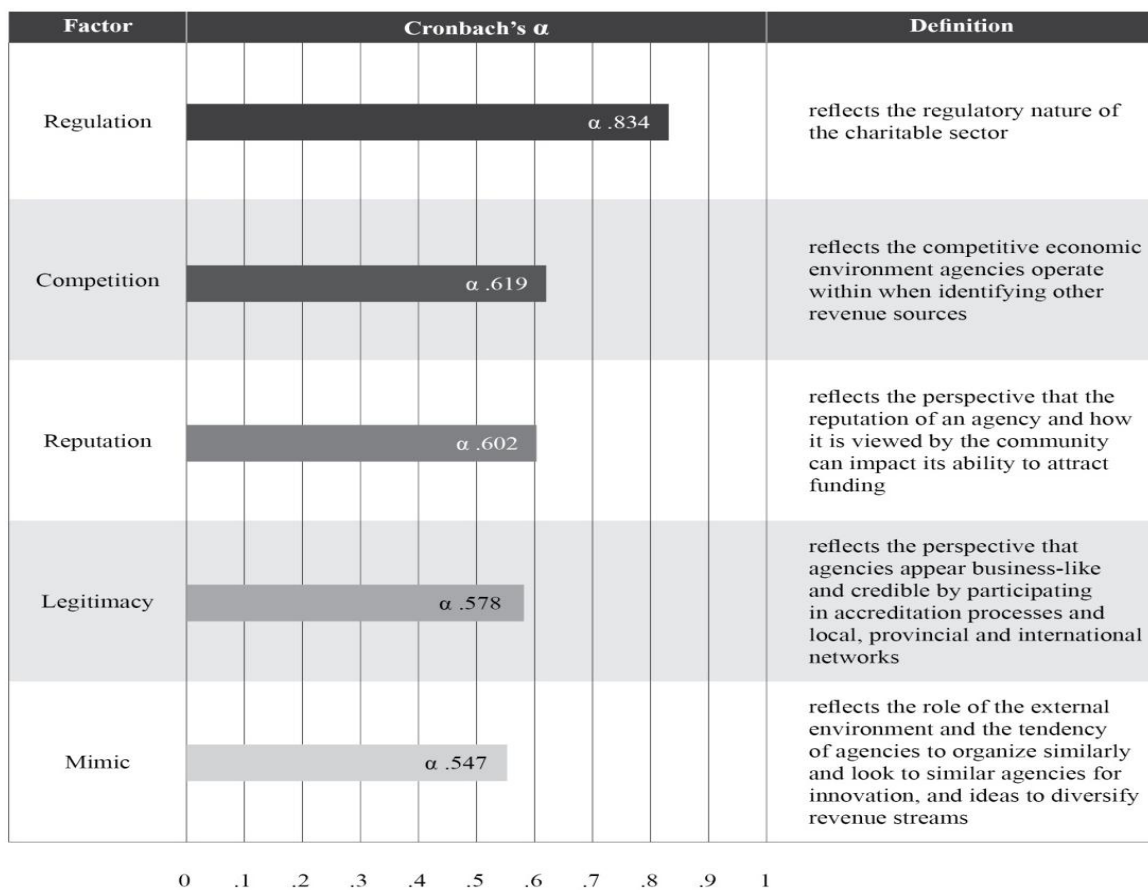 Factor Cronbach's α Definition
Regulation
α .834
reflects the regulatory nature of
the charitable sector
Competition
α .619
reflects the competitive economic
environment agencies operate
within when identifying other
revenue sources
Reputation
α .602
reflects the perspective that the
reputation of an agency and how
it is viewed by the community
can impact its ability to attract
funding
Legitimacy
α .578
reflects the perspective that
agencies appear business-like
and credible by participating
in accreditation processes and
local, provincial and international
networks
Mimic
α .547
reflects the role of the external
environment and the tendency
of agencies to organize similarly
and look to similar agencies for
innovation, and ideas to diversify
revenue streams
0 .1 .2 .3 .4 .5 .6 .7 .8 .9 1